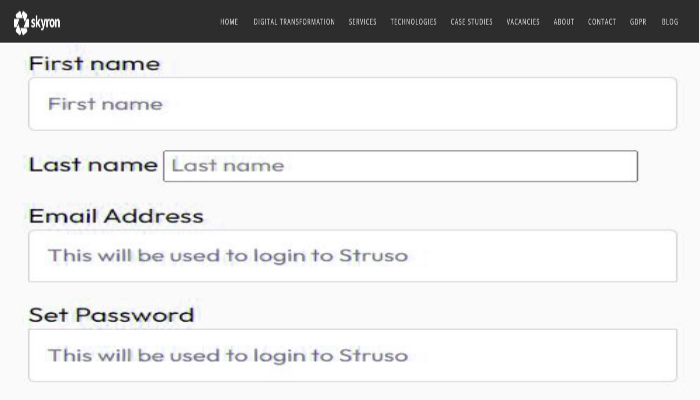 skyron
HOME DIGITAL TRANSFORMATION SERVICES TECHNOLOGIES CASE STUDIES VACANCIES ABOUT CONTACT GDPR BLOG
First name
First name
Last name Last name
Email Address
This will be used to login to Struso
Set Password
This will be used to login to Struso